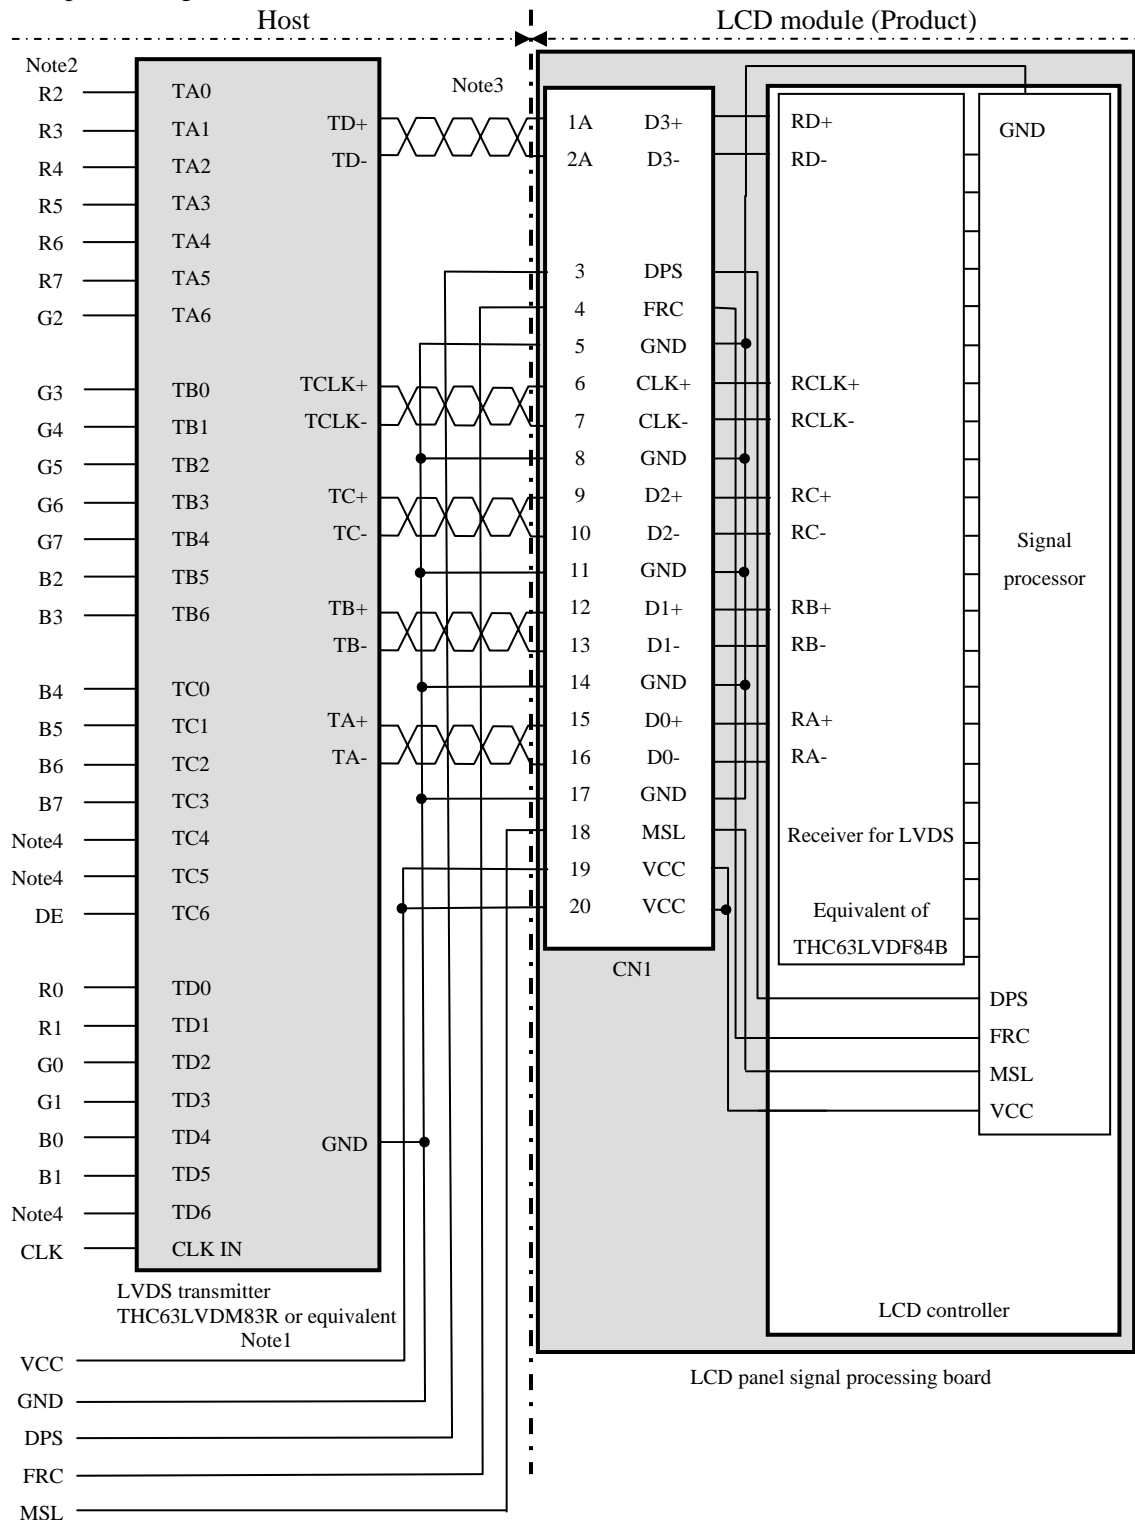 Host
LCD module (Product)
Note2
R2
R3
R4
R5
R6
R7
G2
G3
G4
G5
G6
G7
B2
B3
B4
B5
B6
B7
Note4
Note4
DE
R0
R1
G0
G1
B0
B1
Note4
CLK
TA0
TA1
TA2
TA3
TA4
TA5
TA6
TB0
TB1
TB2
TB3
TB4
TB5
TB6
TC0
TC1
TC2
TC3
TC4
TC5
TC6
TD0
TD1
TD2
TD3
TD4
TD5
TD6
CLK IN
TD+
TD-
TCLK+
TCLK-
TC+
TC-
TB+
TB-
TA+
TA-
GND
LVDS transmitter
THC63LVDM83R or equivalent
Note1
VCC
GND
DPS
FRC
MSL
Note3
1A D3+
2A D3-
3 DPS
4 FRC
5 GND
6 CLK+
7 CLK-
8 GND
9 D2+
10 D2-
11 GND
12 D1+
13 D1-
14 GND
15 D0+
16 D0-
17 GND
18 MSL
19 VCC
20 VCC
CN1
RD+
RD-
RCLK+
RCLK-
RC+
RC-
RB+
RB-
RA+
RA-
Receiver for LVDS
Equivalent of
THC63LVDF84B
GND
Signal
processor
DPS
FRC
MSL
VCC
LCD controller
LCD panel signal processing board